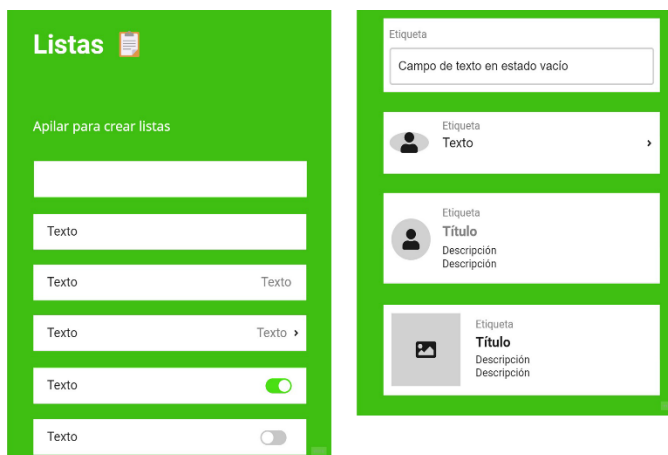 Listas
Apilar para crear listas
Texto
Texto Texto
Texto Texto
Texto
Texto
Etiqueta
Campo de texto en estado vacío
Etiqueta
Texto
Etiqueta
Título
Descripción
Descripción
Etiqueta
Título
Descripción
Descripción